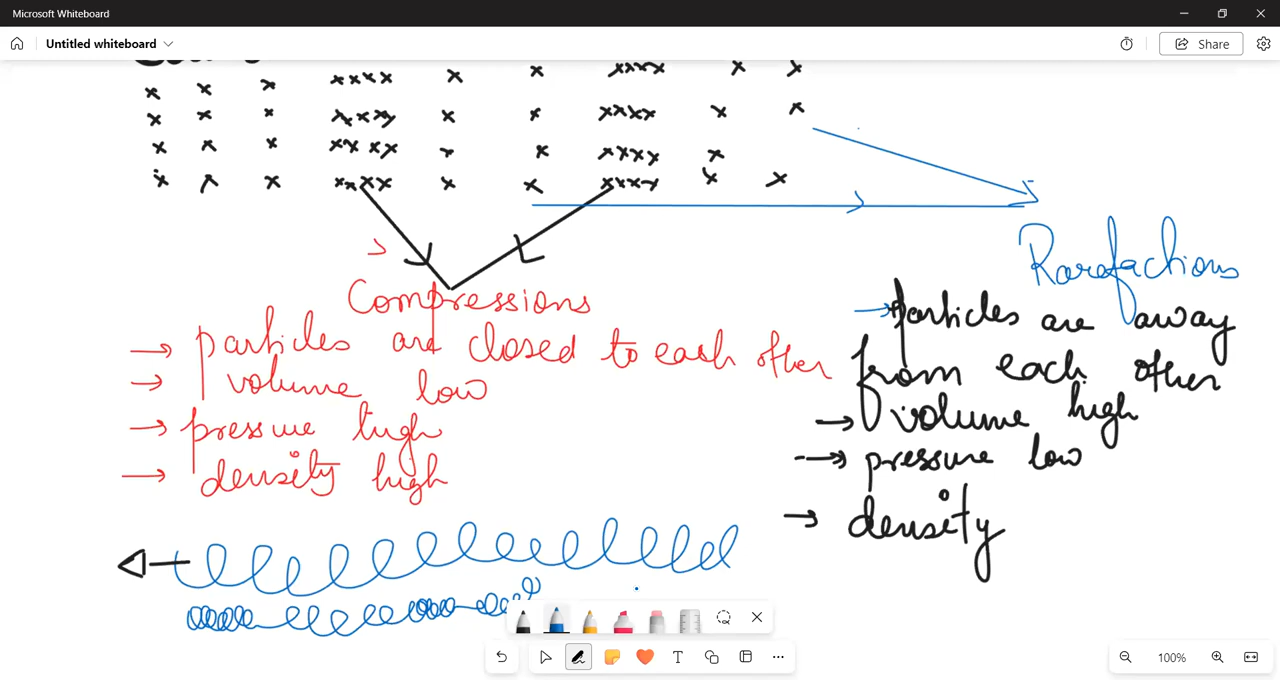 Microsoft Whiteboard
Untitled whiteboard
Share
Compressions
→ particles are closed to each other
→ volume low
→ pressure high
→ density high
Rarefactions
→ particles are away
from each other
→ volume high
→ pressure low
→ density
100%